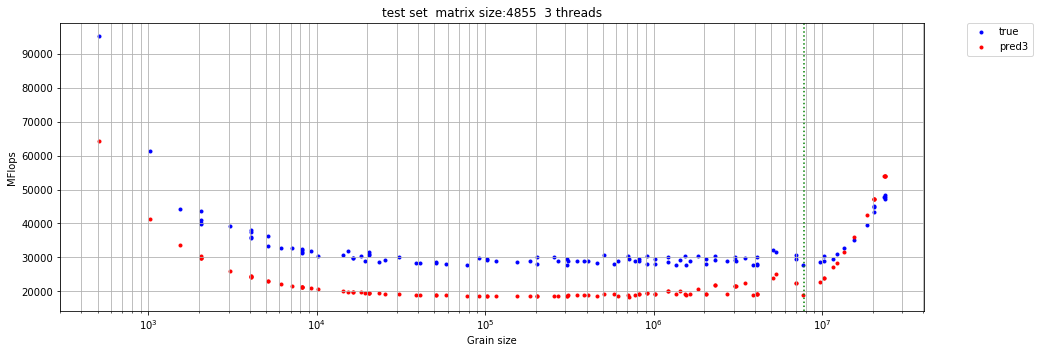 test set  matrix size:4855  3 threads
true
pred3
MFlops
90000
80000
70000
60000
50000
40000
30000
20000
10³
10⁴
10⁵
10⁶
10⁷
Grain size